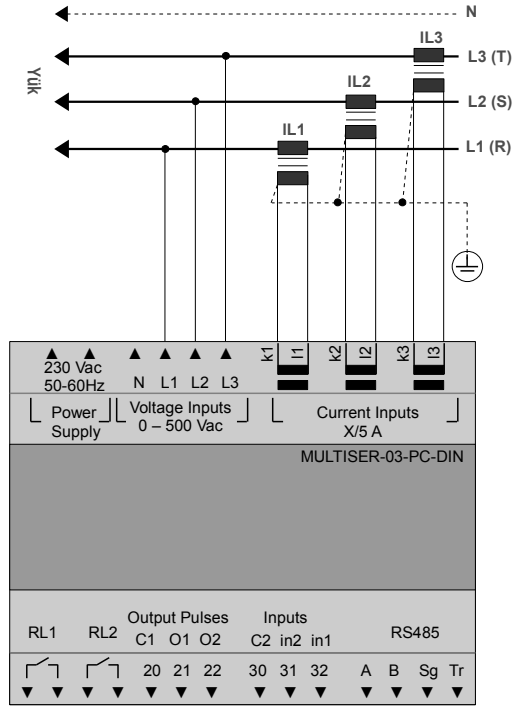 N
IL3
L3 (T)
Yük
IL2
L2 (S)
IL1
L1 (R)
k1 l1 k2 l2 k3 l3
230 Vac
50-60Hz
N L1 L2 L3
Power
Supply
Voltage Inputs
0 – 500 Vac
Current Inputs
X/5 A
MULTISER-03-PC-DIN
Output Pulses
Inputs
RL1 RL2 C1 O1 O2 C2 in2 in1 RS485
20 21 22 30 31 32 A B Sg Tr